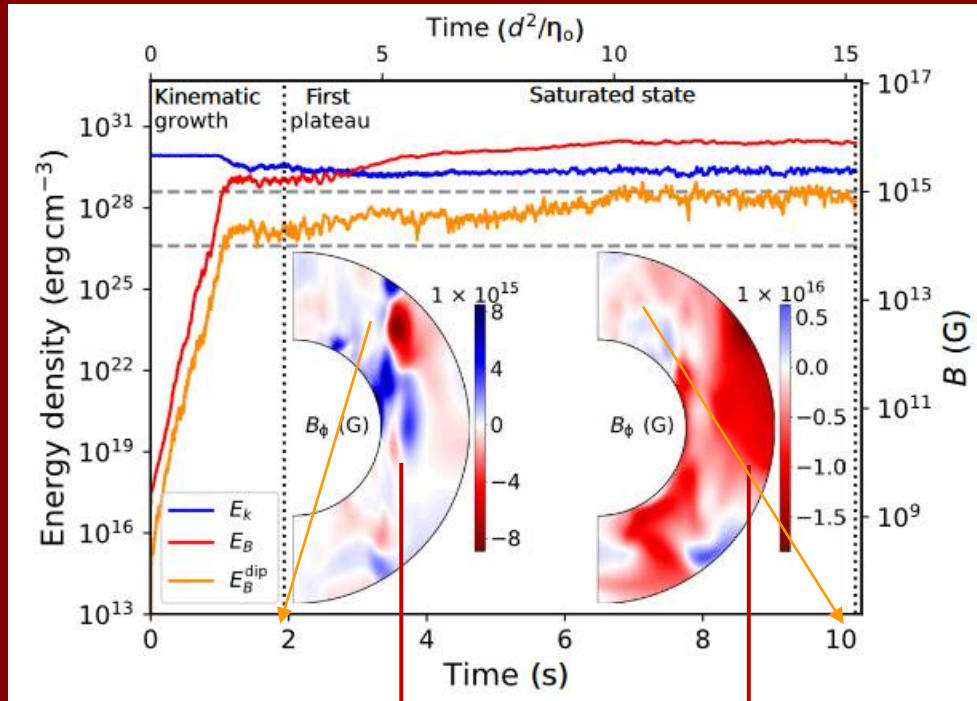 Time (d²/ηₒ)
0 5 10 15
Kinematic growth
First plateau
Saturated state
Energy density (erg cm⁻³)
10³¹
10²⁸
10²⁵
10²²
10¹⁹
10¹⁶
10¹³
10¹⁷
10¹⁵
10¹³
10¹¹
10⁹
B (G)
1 × 10¹⁵
8
4
0
−4
−8
B_ϕ (G)
1 × 10¹⁶
0.5
0.0
−0.5
−1.0
−1.5
B_ϕ (G)
E_k
E_B
E_B^dip
0 2 4 6 8 10
Time (s)